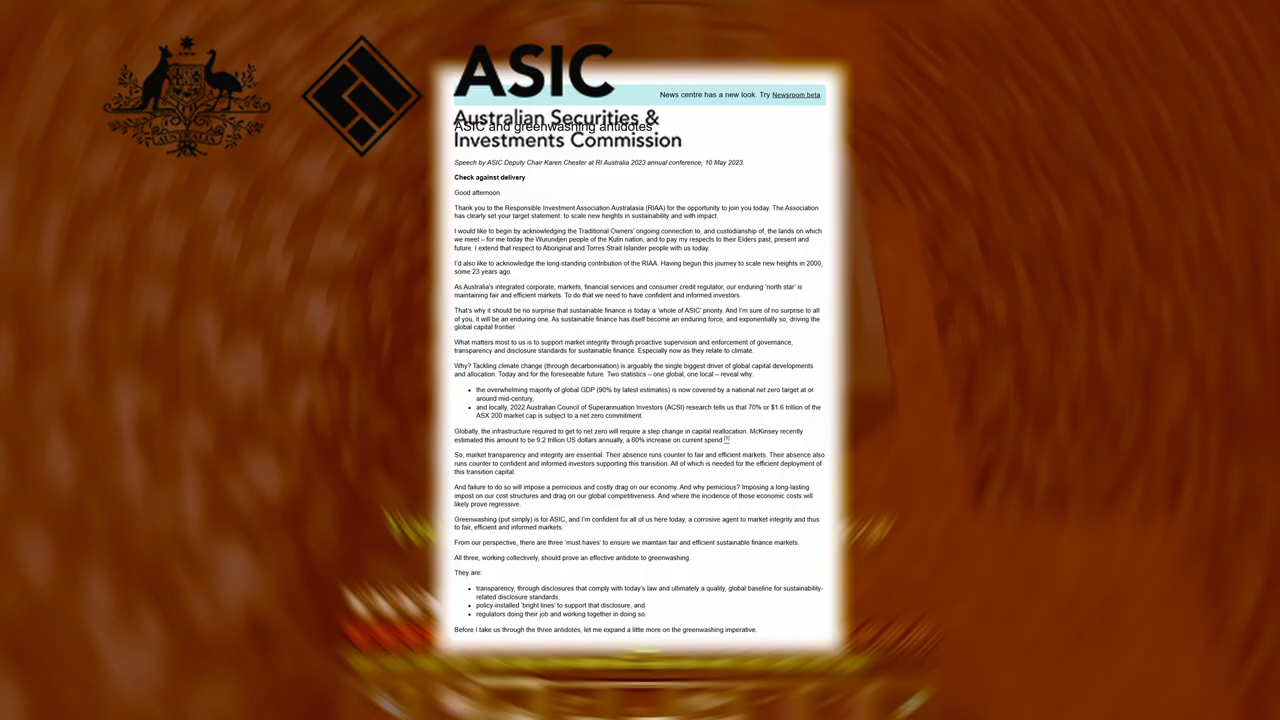 ASIC
News centre has a new look. Try Newsroom beta
Australian Securities &
ASIC and greenwashing antidotes
Investments Commission
AUSTRALIA
Speech by ASIC Deputy Chair Karen Chester at RI Australia 2023 annual conference, 10 May 2023.
Check against delivery
Good afternoon.
Thank you to the Responsible Investment Association Australasia (RIAA) for the opportunity to join you today. The Association
has clearly set your target statement: to scale new heights in sustainability and with impact.
I would like to begin by acknowledging the Traditional Owners' ongoing connection to, and custodianship of, the lands on which
we meet – for me today the Wurundjeri people of the Kulin nation, and to pay my respects to their Elders past, present and
future. I extend that respect to Aboriginal and Torres Strait Islander people with us today.
I'd also like to acknowledge the long-standing contribution of the RIAA. Having begun this journey to scale new heights in 2000,
some 23 years ago.
As Australia's integrated corporate, markets, financial services and consumer credit regulator, our enduring 'north star' is
maintaining fair and efficient markets. To do that we need to have confident and informed investors.
That's why it should be no surprise that sustainable finance is today a 'whole of ASIC' priority. And I'm sure of no surprise to all
of you, it will be an enduring one. As sustainable finance has itself become an enduring force, and exponentially so, driving the
global capital frontier.
What matters most to us is to support market integrity through proactive supervision and enforcement of governance,
transparency and disclosure standards for sustainable finance. Especially now as they relate to climate.
Why? Tackling climate change (through decarbonisation) is arguably the single biggest driver of global capital developments
and allocation. Today and for the foreseeable future. Two statistics – one global, one local – reveal why:
• the overwhelming majority of global GDP (90% by latest estimates) is now covered by a national net zero target at or
around mid-century,
• and locally, 2022 Australian Council of Superannuation Investors (ACSI) research tells us that 70% or $1.6 trillion of the
ASX 200 market cap is subject to a net zero commitment.
Globally, the infrastructure required to get to net zero will require a step change in capital reallocation. McKinsey recently
estimated this amount to be 9.2 trillion US dollars annually, a 60% increase on current spend.[1]
So, market transparency and integrity are essential. Their absence runs counter to fair and efficient markets. Their absence also
runs counter to confident and informed investors supporting this transition. All of which is needed for the efficient deployment of
this transition capital.
And failure to do so will impose a pernicious and costly drag on our economy. And why pernicious? Imposing a long-lasting
impost on our cost structures and drag on our global competitiveness. And where the incidence of those economic costs will
likely prove regressive.
Greenwashing (put simply) is for ASIC, and I'm confident for all of us here today, a corrosive agent to market integrity and thus
to fair, efficient and informed markets.
From our perspective, there are three 'must haves' to ensure we maintain fair and efficient sustainable finance markets.
All three, working collectively, should prove an effective antidote to greenwashing.
They are:
• transparency, through disclosures that comply with today's law and ultimately a quality, global baseline for sustainability-
related disclosure standards,
• policy-installed 'bright lines' to support that disclosure, and
• regulators doing their job and working together in doing so.
Before I take us through the three antidotes, let me expand a little more on the greenwashing imperative.